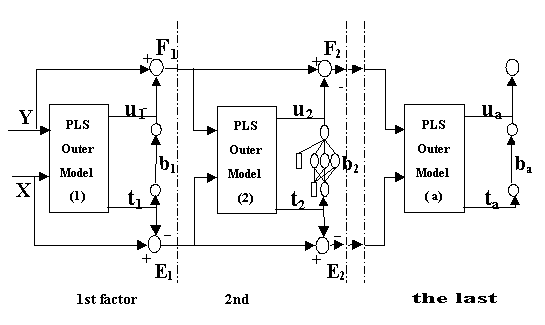 F1
F2
Y
u1
u2
ua
PLS
Outer
Model
(1)
PLS
Outer
Model
(2)
PLS
Outer
Model
(a)
b1
b2
ba
X
t1
t2
ta
E1
E2
1st factor
2nd
the last